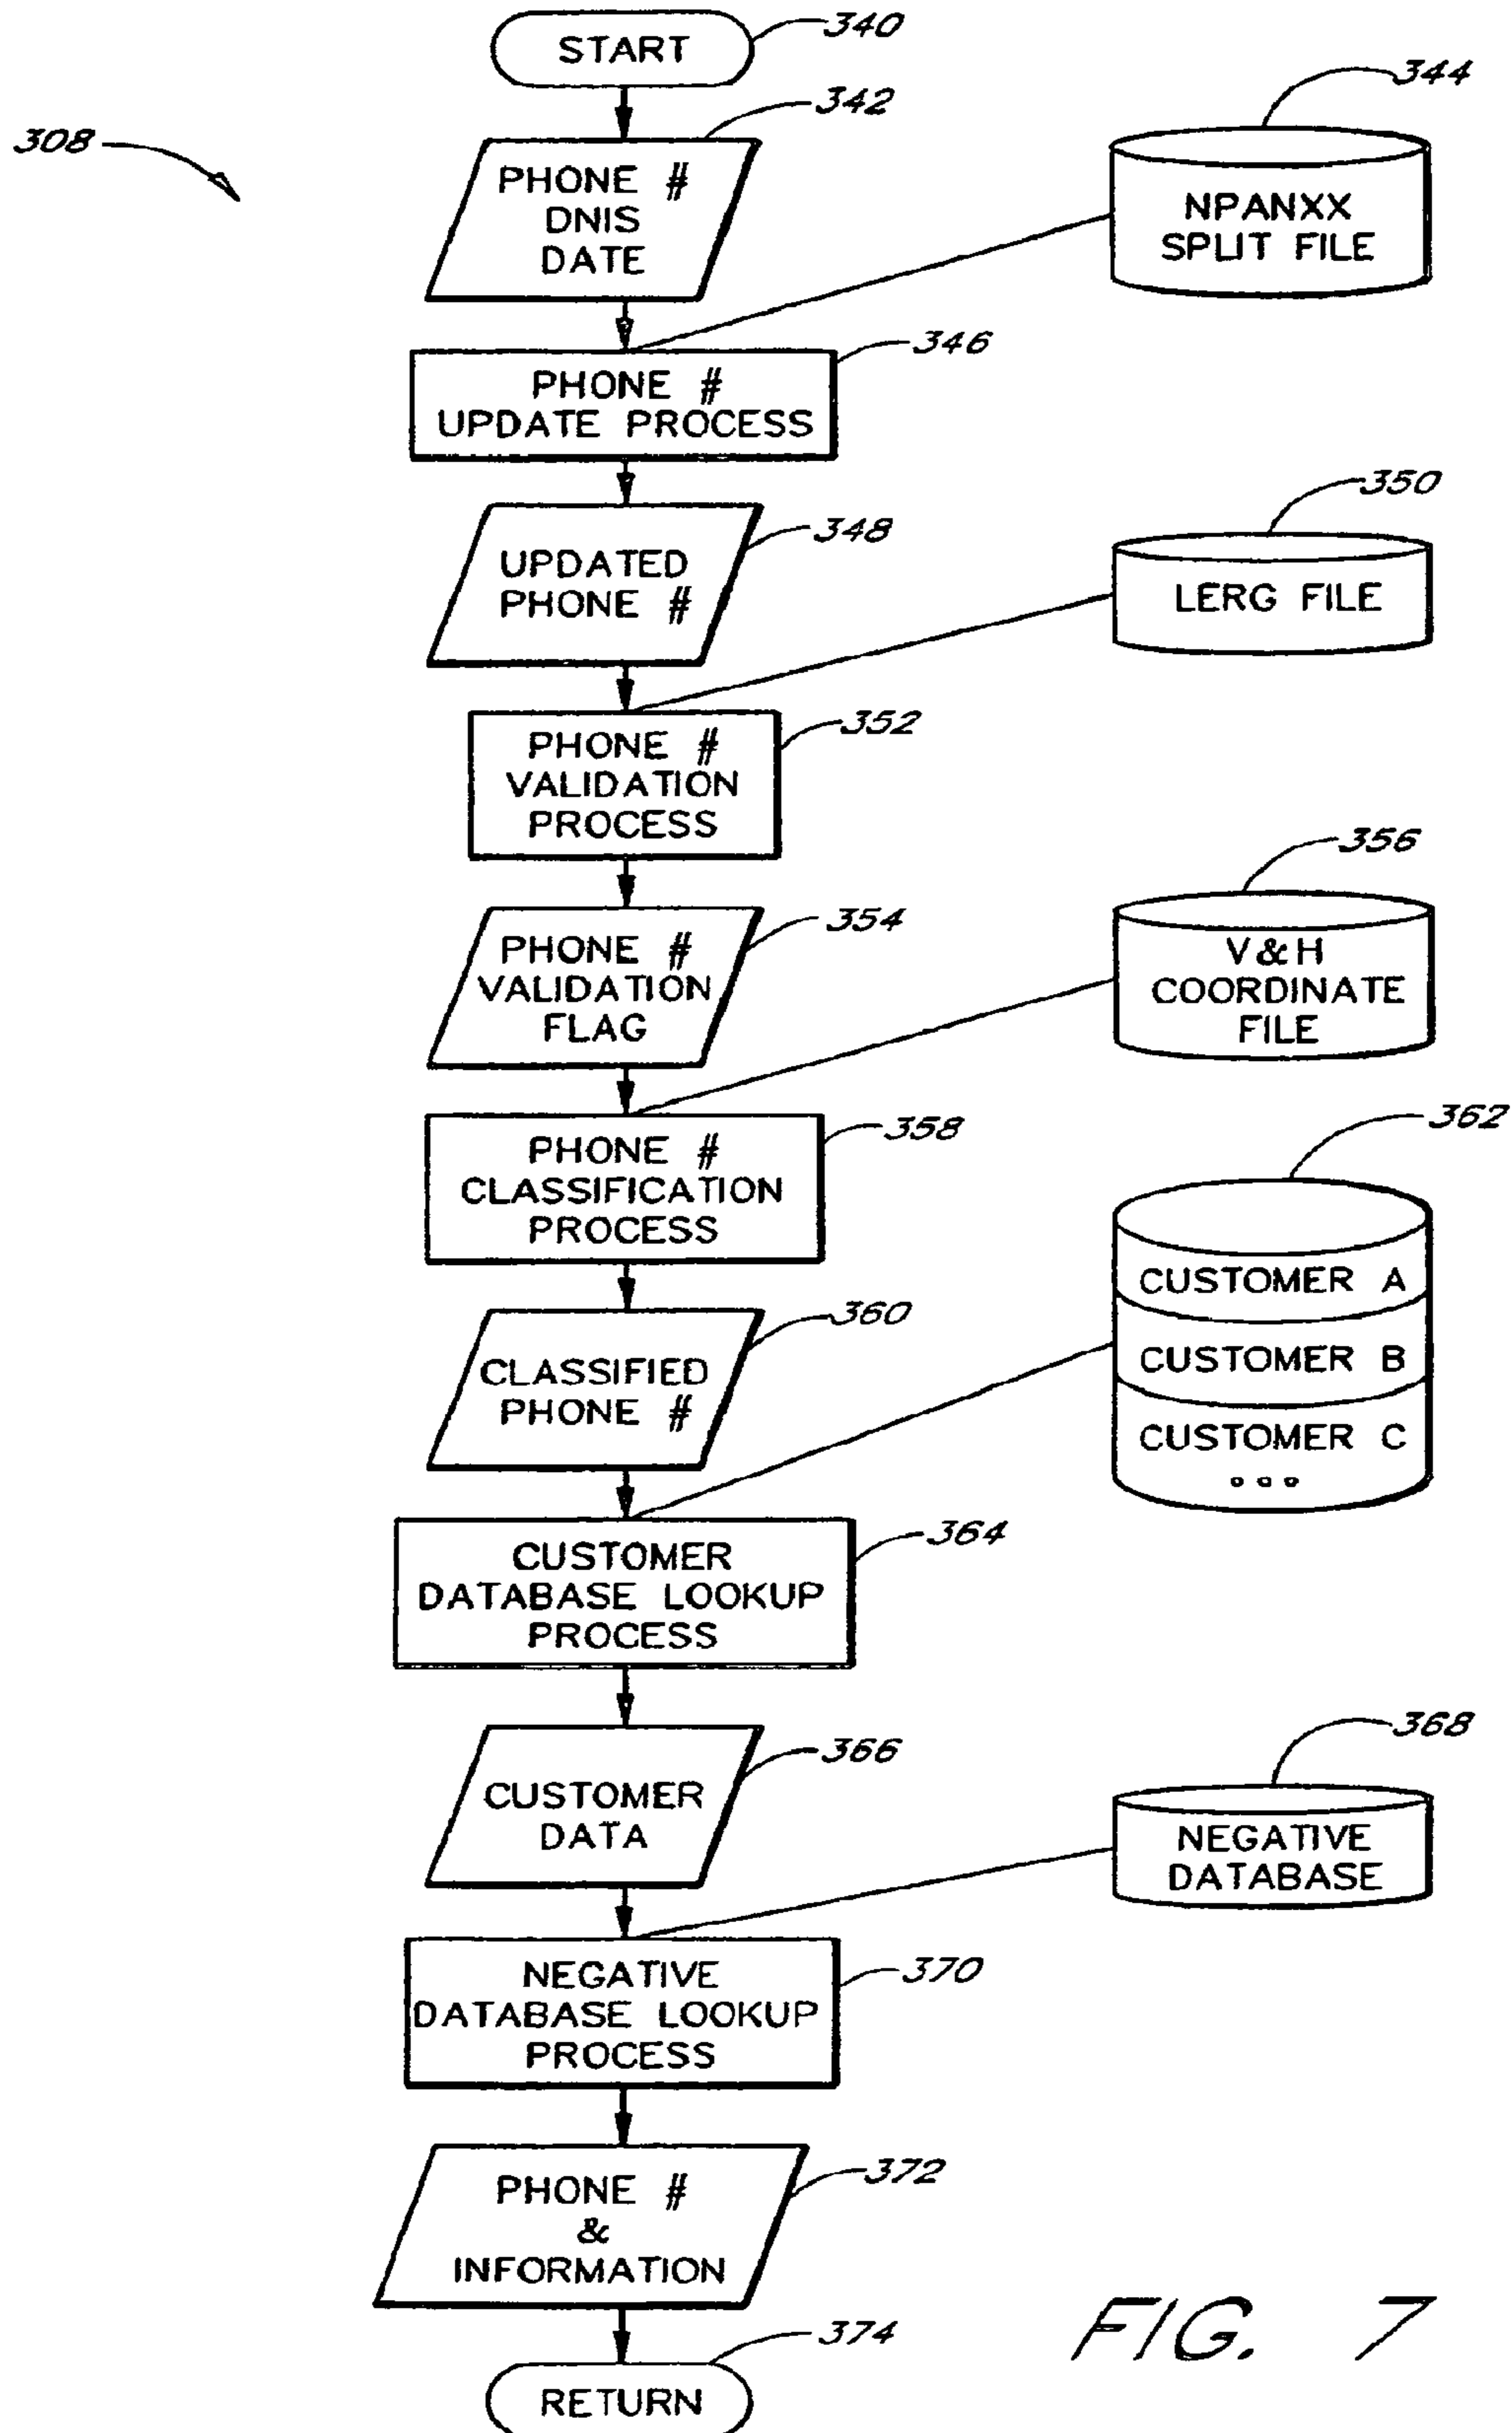 START
340
308
PHONE #
DNIS
DATE
342
344
NPANXX
SPLIT FILE
PHONE #
UPDATE PROCESS
346
UPDATED
PHONE #
348
350
LERG FILE
PHONE #
VALIDATION
PROCESS
352
PHONE #
VALIDATION
FLAG
354
356
V&H
COORDINATE
FILE
PHONE #
CLASSIFICATION
PROCESS
358
362
CUSTOMER A
CUSTOMER B
CUSTOMER C
...
CLASSIFIED
PHONE #
360
CUSTOMER
DATABASE LOOKUP
PROCESS
364
CUSTOMER
DATA
366
368
NEGATIVE
DATABASE
NEGATIVE
DATABASE LOOKUP
PROCESS
370
PHONE #
&
INFORMATION
372
RETURN
374
FIG. 7